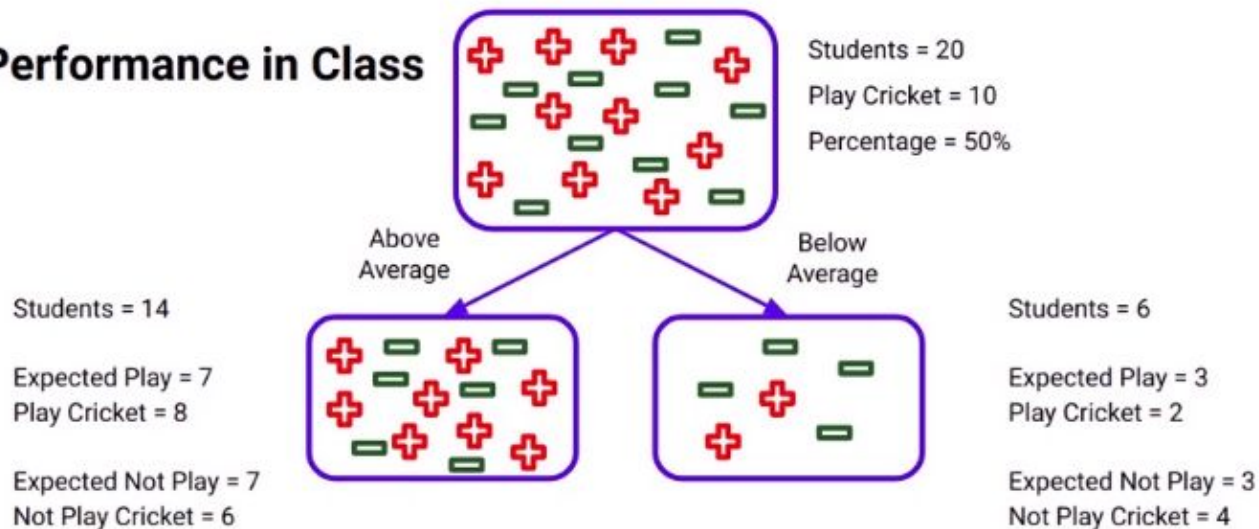 Performance in Class
Students = 20
Play Cricket = 10
Percentage = 50%
Above
Average
Below
Average
Students = 14
Expected Play = 7
Play Cricket = 8
Expected Not Play = 7
Not Play Cricket = 6
Students = 6
Expected Play = 3
Play Cricket = 2
Expected Not Play = 3
Not Play Cricket = 4